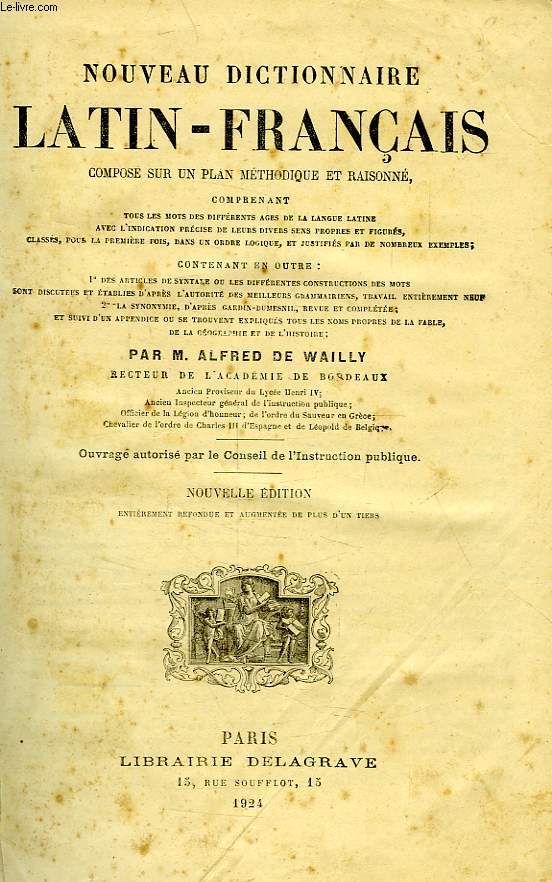 Le-livre.com
NOUVEAU DICTIONNAIRE
LATIN-FRANÇAIS
COMPOSE SUR UN PLAN MÉTHODIQUE ET RAISONNÉ,
COMPRENANT
TOUS LES MOTS DES DIFFÉRENTS AGES DE LA LANGUE LATINE
AVEC L'INDICATION PRÉCISE DE LEURS DIVERS SENS PROPRES ET FIGURÉS,
CLASSÉS, POUR LA PREMIÈRE FOIS, DANS UN ORDRE LOGIQUE, ET JUSTIFIÉS PAR DE NOMBREUX EXEMPLES;
CONTENANT EN OUTRE :
1° DES ARTICLES DE SYNTAXE OU LES DIFFÉRENTES CONSTRUCTIONS DES MOTS
SONT DISCUTÉES ET ÉTABLIES D'APRÈS L'AUTORITÉ DES MEILLEURS GRAMMAIRIENS, TRAVAIL ENTIÈREMENT NEUF
2° LA SYNONYMIE, D'APRÈS GARDIN-DUMESNIL, REVUE ET COMPLÉTÉE;
ET SUIVI D'UN APPENDICE OU SE TROUVENT EXPLIQUÉS TOUS LES NOMS PROPRES DE LA FABLE,
DE LA GÉOGRAPHIE ET DE L'HISTOIRE;
PAR M. ALFRED DE WAILLY
RECTEUR DE L'ACADÉMIE DE BORDEAUX
Ancien Proviseur du Lycée Henri IV;
Ancien Inspecteur général de l'instruction publique;
Officier de la Légion d'honneur; de l'ordre du Sauveur en Grèce;
Chevalier de l'ordre de Charles III d'Espagne et de Léopold de Belgique.
Ouvrage autorisé par le Conseil de l'Instruction publique.
NOUVELLE ÉDITION
ENTIÈREMENT REFONDUE ET AUGMENTÉE DE PLUS D'UN TIERS
PARIS
LIBRAIRIE DELAGRAVE
15, RUE SOUFFLOT, 15
1924